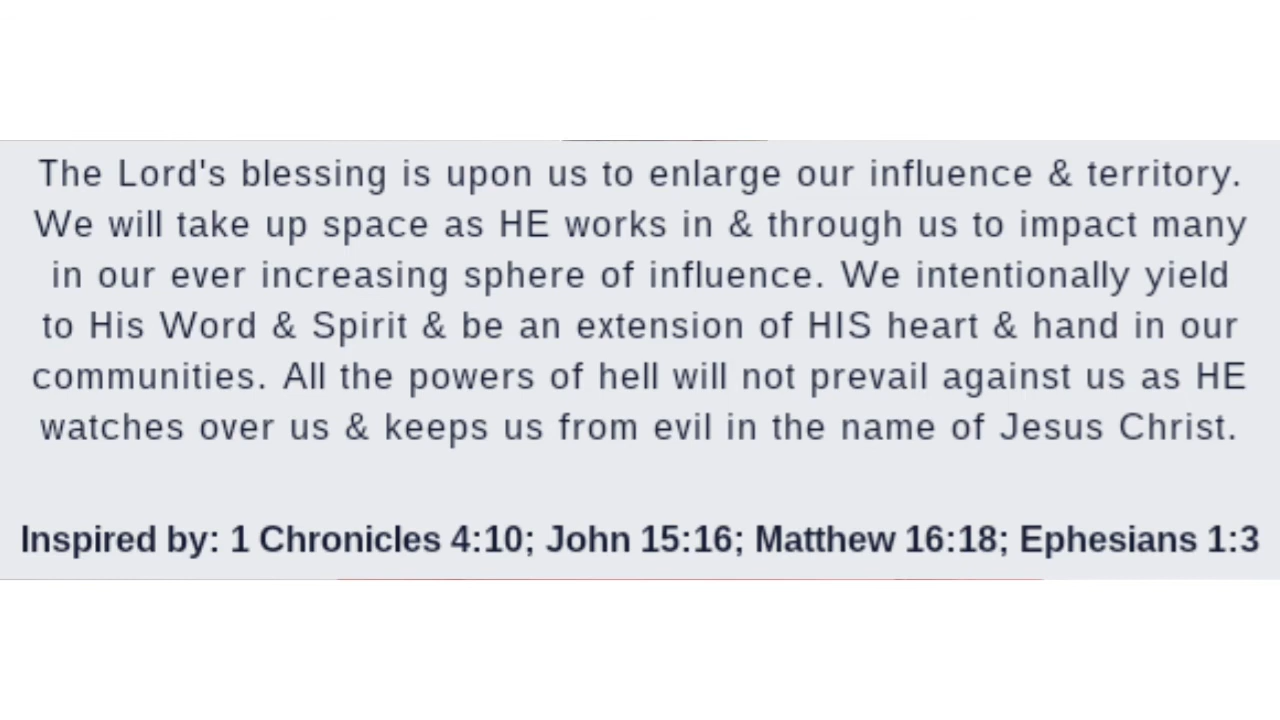 The Lord's blessing is upon us to enlarge our influence & territory.
We will take up space as HE works in & through us to impact many
in our ever increasing sphere of influence. We intentionally yield
to His Word & Spirit & be an extension of HIS heart & hand in our
communities. All the powers of hell will not prevail against us as HE
watches over us & keeps us from evil in the name of Jesus Christ.
Inspired by: 1 Chronicles 4:10; John 15:16; Matthew 16:18; Ephesians 1:3